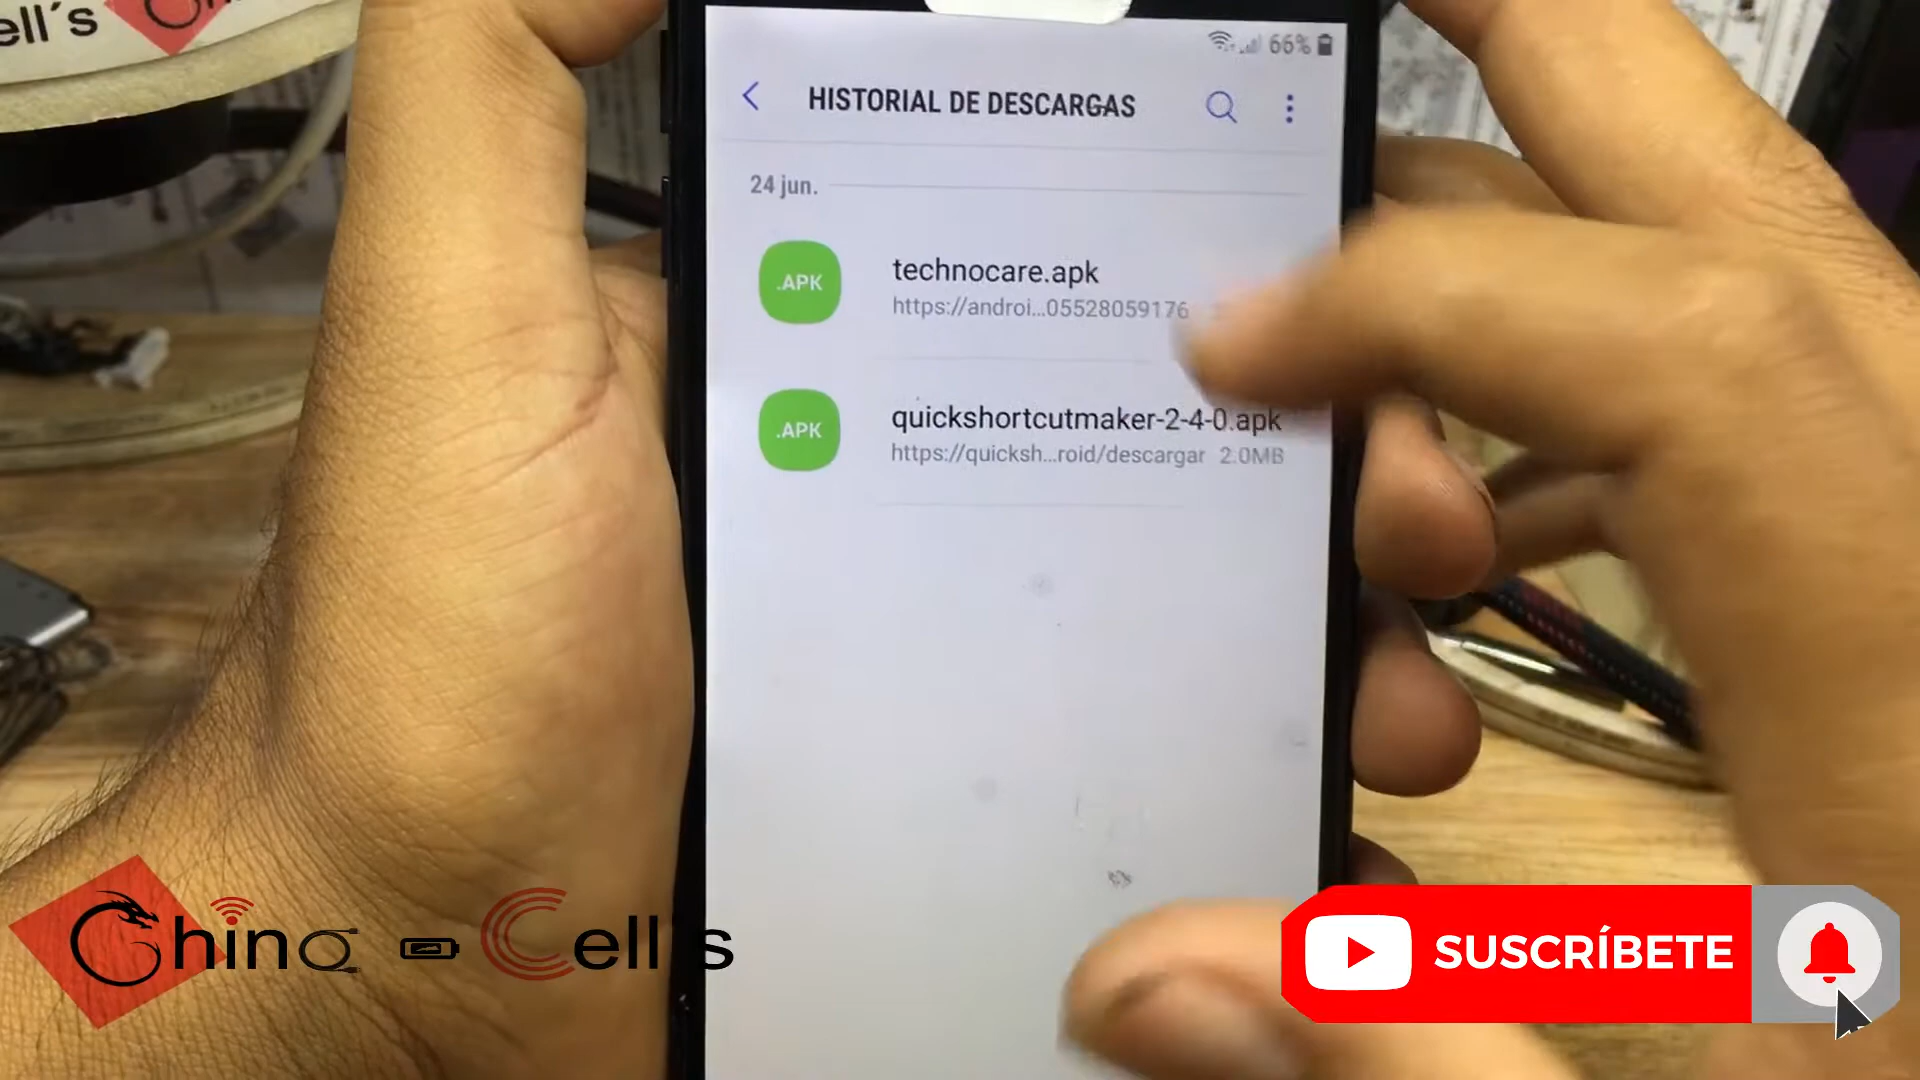 ell's
66%
HISTORIAL DE DESCARGAS
24 jun.
.APK
technocare.apk
https://androi...05528059176
.APK
quickshortcutmaker-2-4-0.apk
https://quicksh...roid/descargar 2.0MB
China - Cell's
SUSCRÍBETE